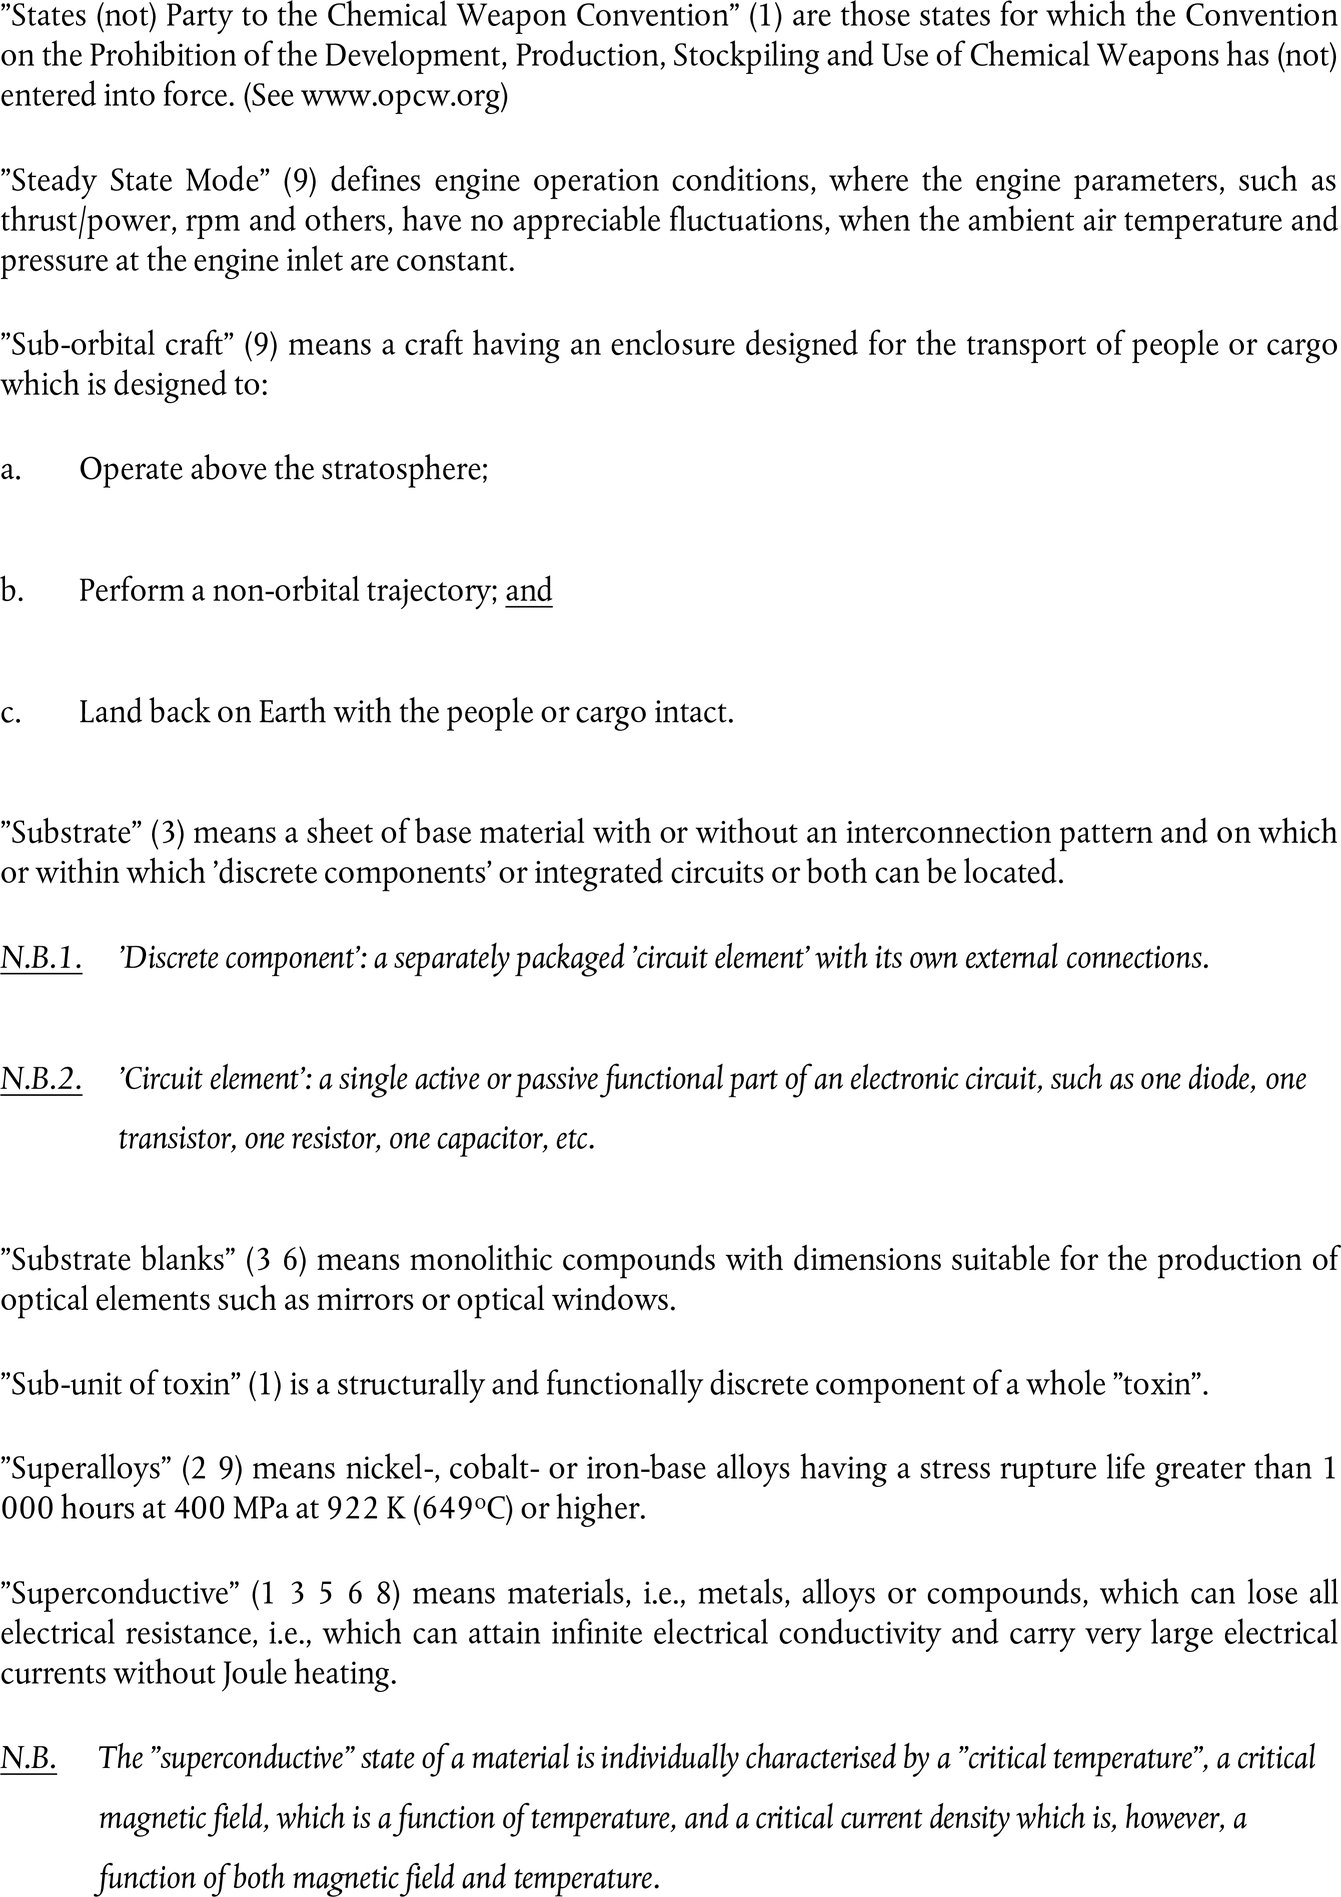 ”States (not) Party to the Chemical Weapon Convention” (1) are those states for which the Convention
on the Prohibition of the Development, Production, Stockpiling and Use of Chemical Weapons has (not)
entered into force. (See www.opcw.org)
”Steady State Mode” (9) defines engine operation conditions, where the engine parameters, such as
thrust/power, rpm and others, have no appreciable fluctuations, when the ambient air temperature and
pressure at the engine inlet are constant.
”Sub-orbital craft” (9) means a craft having an enclosure designed for the transport of people or cargo
which is designed to:
a. Operate above the stratosphere;
b. Perform a non-orbital trajectory; and
c. Land back on Earth with the people or cargo intact.
”Substrate” (3) means a sheet of base material with or without an interconnection pattern and on which
or within which ’discrete components’ or integrated circuits or both can be located.
N.B.1. ’Discrete component’: a separately packaged ’circuit element’ with its own external connections.
N.B.2. ’Circuit element’: a single active or passive functional part of an electronic circuit, such as one diode, one
transistor, one resistor, one capacitor, etc.
”Substrate blanks” (3 6) means monolithic compounds with dimensions suitable for the production of
optical elements such as mirrors or optical windows.
”Sub-unit of toxin” (1) is a structurally and functionally discrete component of a whole ”toxin”.
”Superalloys” (2 9) means nickel-, cobalt- or iron-base alloys having a stress rupture life greater than 1
000 hours at 400 MPa at 922 K (649ºC) or higher.
”Superconductive” (1 3 5 6 8) means materials, i.e., metals, alloys or compounds, which can lose all
electrical resistance, i.e., which can attain infinite electrical conductivity and carry very large electrical
currents without Joule heating.
N.B. The ”superconductive” state of a material is individually characterised by a ”critical temperature”, a critical
magnetic field, which is a function of temperature, and a critical current density which is, however, a
function of both magnetic field and temperature.